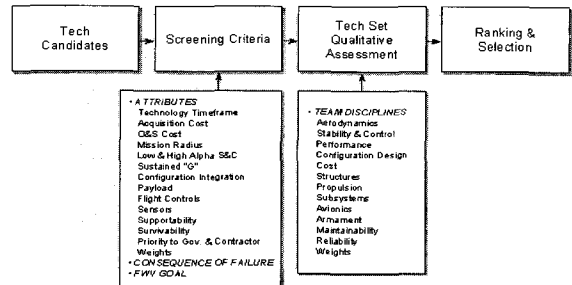 Tech
Candidates
Screening Criteria
Tech Set
Qualitative
Assessment
Ranking &
Selection
• ATTRIBUTES
Technology Timeframe
Acquisition Cost
O&S Cost
Mission Radius
Low & High Alpha S&C
Sustained "G"
Configuration Integration
Payload
Flight Controls
Sensors
Supportability
Survivability
Priority to Gov. & Contractor
Weights
• CONSEQUENCE OF FAILURE
• FWV GOAL
• TEAM DISCIPLINES
Aerodynamics
Stability & Control
Performance
Configuration Design
Cost
Structures
Propulsion
Subsystems
Avionics
Armament
Maintainability
Reliability
Weights